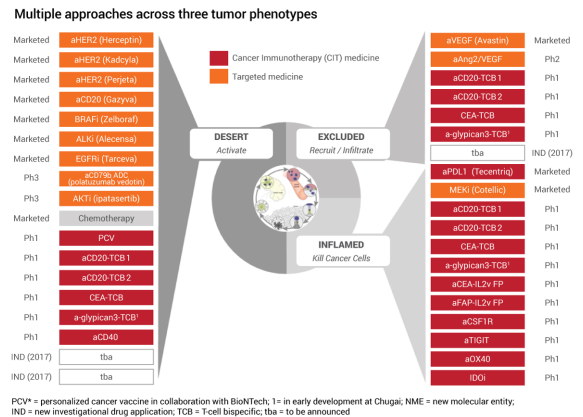 Multiple approaches across three tumor phenotypes
Marketed aHER2 (Herceptin)
Marketed aHER2 (Kadcyla)
Marketed aHER2 (Perjeta)
Marketed aCD20 (Gazyva)
Marketed BRAFi (Zelboraf)
Marketed ALKi (Alecensa)
Marketed EGFRi (Tarceva)
Ph3 aCD79b ADC
(polatuzumab vedotin)
Ph3 AKTi (ipatasertib)
Marketed Chemotherapy
Ph1 PCV
Ph1 aCD20-TCB 1
Ph1 aCD20-TCB 2
Ph1 CEA-TCB
Ph1 a-glypican3-TCB¹
Ph1 aCD40
IND (2017) tba
IND (2017) tba
Cancer Immunotherapy (CIT) medicine
Targeted medicine
DESERT
Activate
EXCLUDED
Recruit / Infiltrate
INFLAMED
Kill Cancer Cells
aVEGF (Avastin) Marketed
aAng2/VEGF Ph2
aCD20-TCB 1 Ph1
aCD20-TCB 2 Ph1
CEA-TCB Ph1
a-glypican3-TCB¹ Ph1
tba IND (2017)
aPDL1 (Tecentriq) Marketed
MEKi (Cotellic) Marketed
aCD20-TCB 1 Ph1
aCD20-TCB 2 Ph1
CEA-TCB Ph1
a-glypican3-TCB¹ Ph1
aCEA-IL2v FP Ph1
aFAP-IL2v FP Ph1
aCSF1R Ph1
aTIGIT Ph1
aOX40 Ph1
IDOi Ph1
PCV* = personalized cancer vaccine in collaboration with BioNTech; 1= in early development at Chugai; NME = new molecular entity;
IND = new investigational drug application; TCB = T-cell bispecific; tba = to be announced